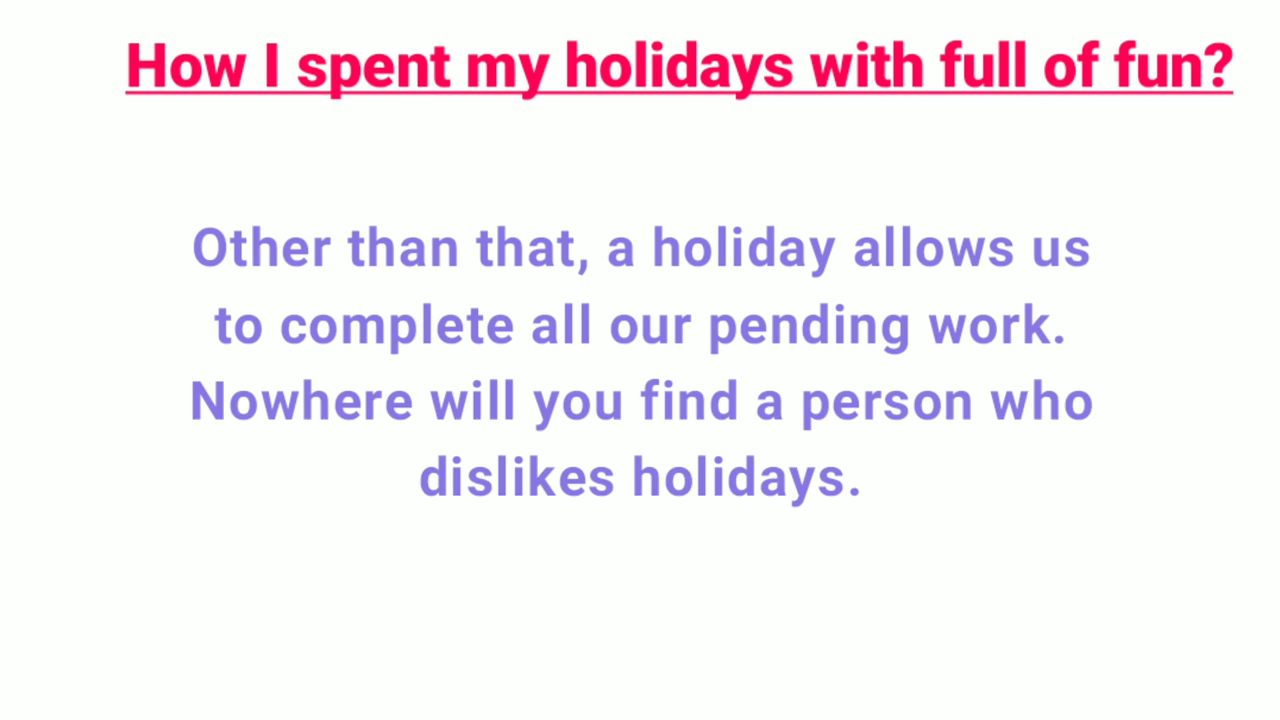 How I spent my holidays with full of fun?
Other than that, a holiday allows us
to complete all our pending work.
Nowhere will you find a person who
dislikes holidays.